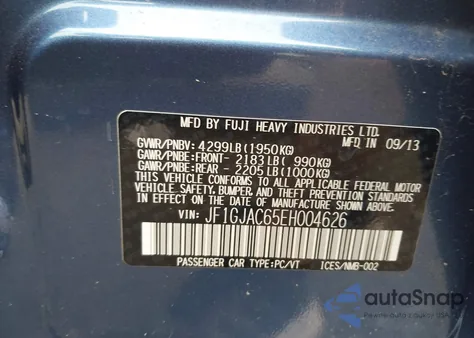 MFD BY FUJI HEAVY INDUSTRIES LTD.
MFD IN 09/13
GVWR/PNBV: 4299LB(1950KG)
GAWR/PNBE:FRONT- 2183LB( 990KG)
GAWR/PNBE:REAR - 2205LB(1000KG)
THIS VEHICLE CONFORMS TO ALL
APPLICABLE FEDERAL MOTOR VEHICLE
SAFETY, BUMPER, AND THEFT PREVENTION
STANDARDS IN EFFECT ON THE DATE OF
MANUFACTURE SHOWN ABOVE.
VIN: JF1GJAC65EH004626
PASSENGER CAR TYPE:PC/VT ICES/NMB-002
autoSnap